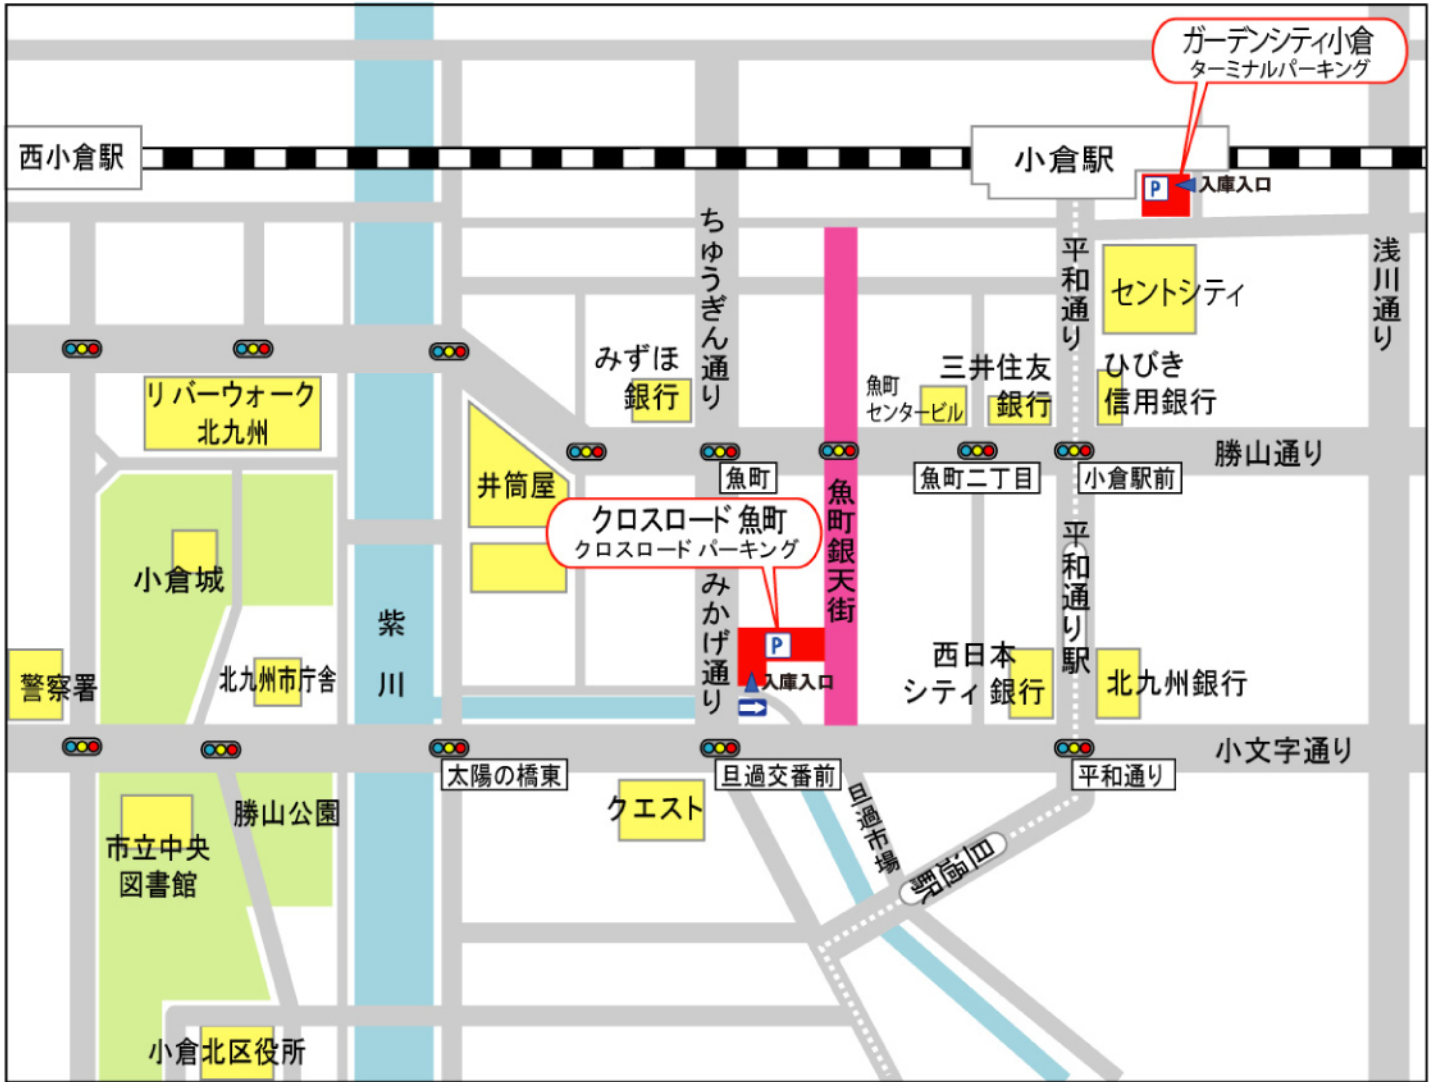 ガーデンシティ小倉
ターミナルパーキング
西小倉駅
小倉駅
P
入庫入口
ちゅうぎん通り
平和通り
浅川通り
セントシティ
みずほ
銀行
魚町
センタービル
三井住友
銀行
ひびき
信用銀行
リバーウォーク
北九州
勝山通り
魚町
魚町二丁目
小倉駅前
井筒屋
クロスロード 魚町
クロスロード パーキング
魚町銀天街
平和通り駅
小倉城
紫川
みかげ通り
P
入庫入口
警察署
北九州市庁舎
西日本
シティ銀行
北九州銀行
小文字通り
太陽の橋東
旦過交番前
平和通り
クエスト
旦過市場
旦過駅
勝山公園
市立中央
図書館
小倉北区役所